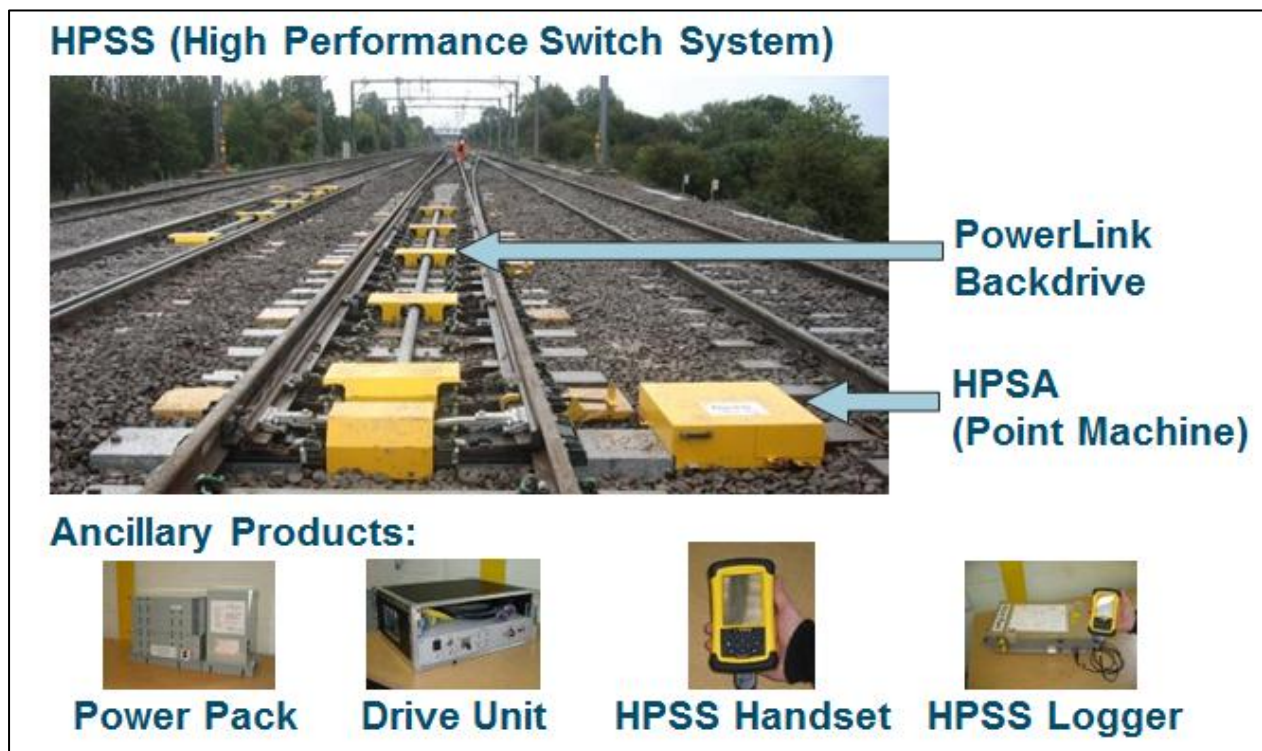 HPSS (High Performance Switch System)
PowerLink
Backdrive
HPSA
(Point Machine)
Ancillary Products:
Power Pack
Drive Unit
HPSS Handset
HPSS Logger